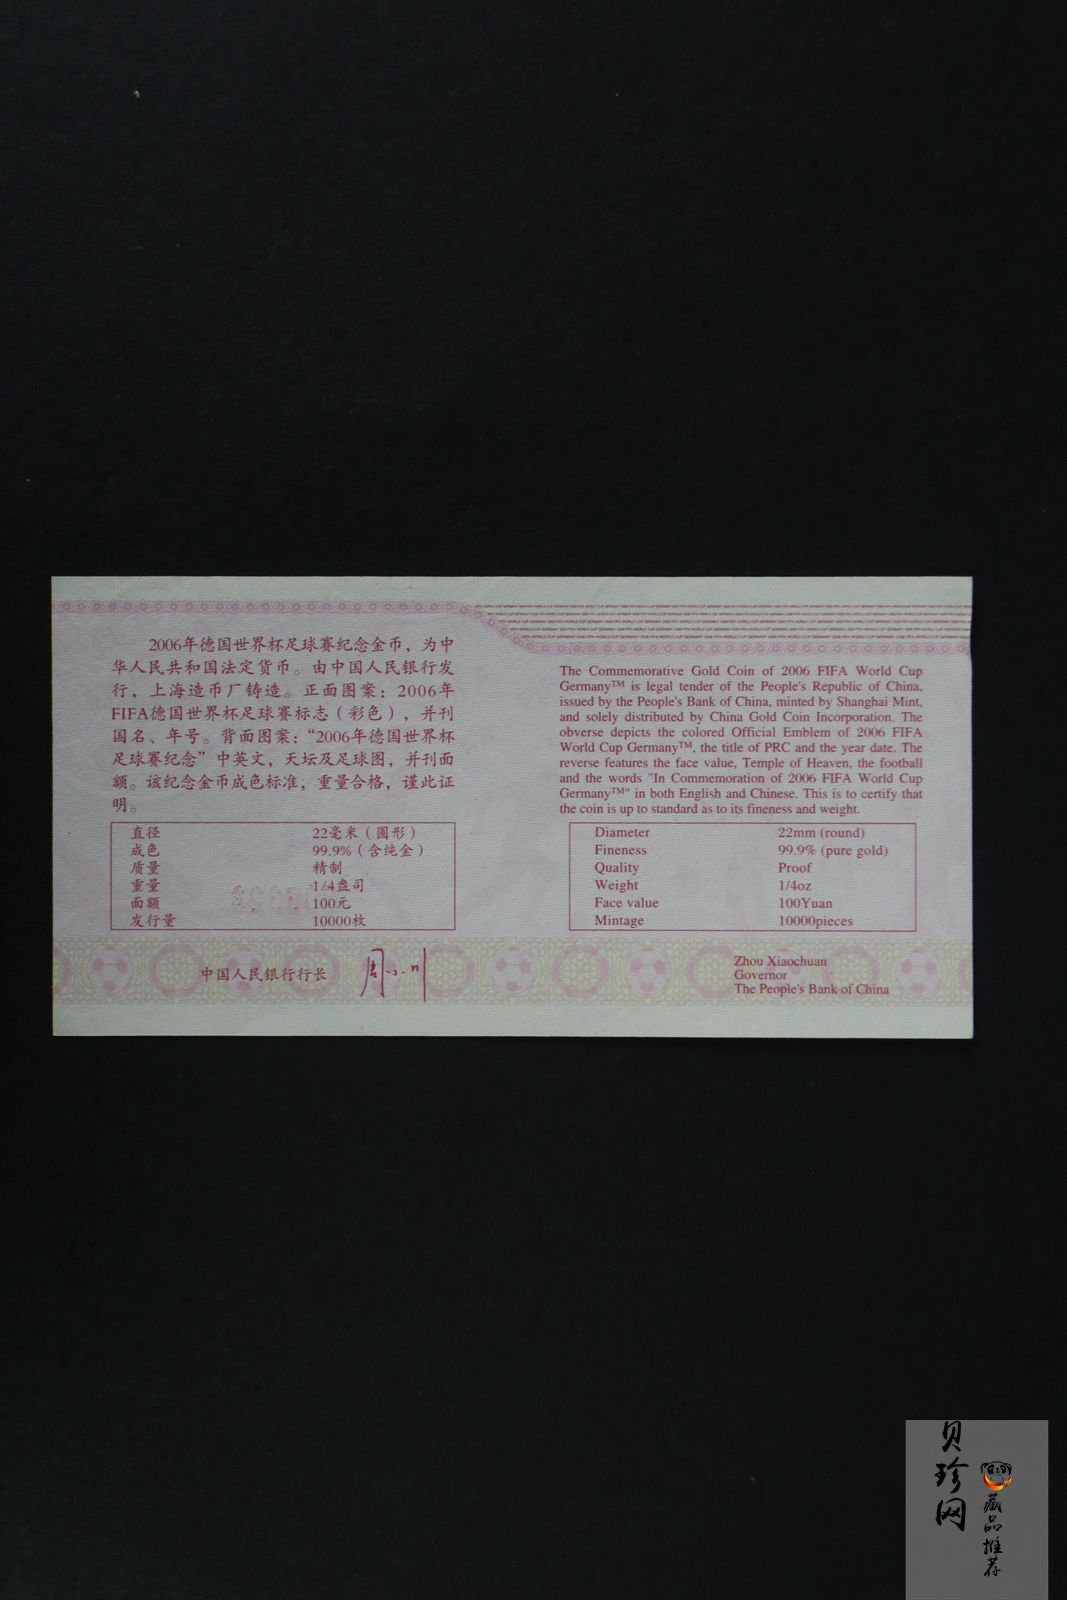 2006年德国世界杯足球赛纪念金币，为中
华人民共和国法定货币。由中国人民银行发
行，上海造币厂铸造。正面图案：2006年
FIFA德国世界杯足球赛标志（彩色），并刊
国名、年号。背面图案：“2006年德国世界杯
足球赛纪念”中英文，天坛及足球图，并刊面
额。该纪念金币成色标准，重量合格，谨此证
明。
直径 22毫米（圆形）
成色 99.9%（含纯金）
质量 精制
重量 1/4盎司
面额 100元
发行量 10000枚
中国人民银行行长
The Commemorative Gold Coin of 2006 FIFA World Cup
Germany™ is legal tender of the People's Republic of China,
issued by the People's Bank of China, minted by Shanghai Mint,
and solely distributed by China Gold Coin Incorporation. The
obverse depicts the colored Official Emblem of 2006 FIFA
World Cup Germany™, the title of PRC and the year date. The
reverse features the face value, Temple of Heaven, the football
and the words "In Commemoration of 2006 FIFA World Cup
Germany™" in both English and Chinese. This is to certify that
the coin is up to standard as to its fineness and weight.
Diameter 22mm (round)
Fineness 99.9% (pure gold)
Quality Proof
Weight 1/4oz
Face value 100Yuan
Mintage 10000pieces
Zhou Xiaochuan
Governor
The People's Bank of China
贝珍网
藏品推荐